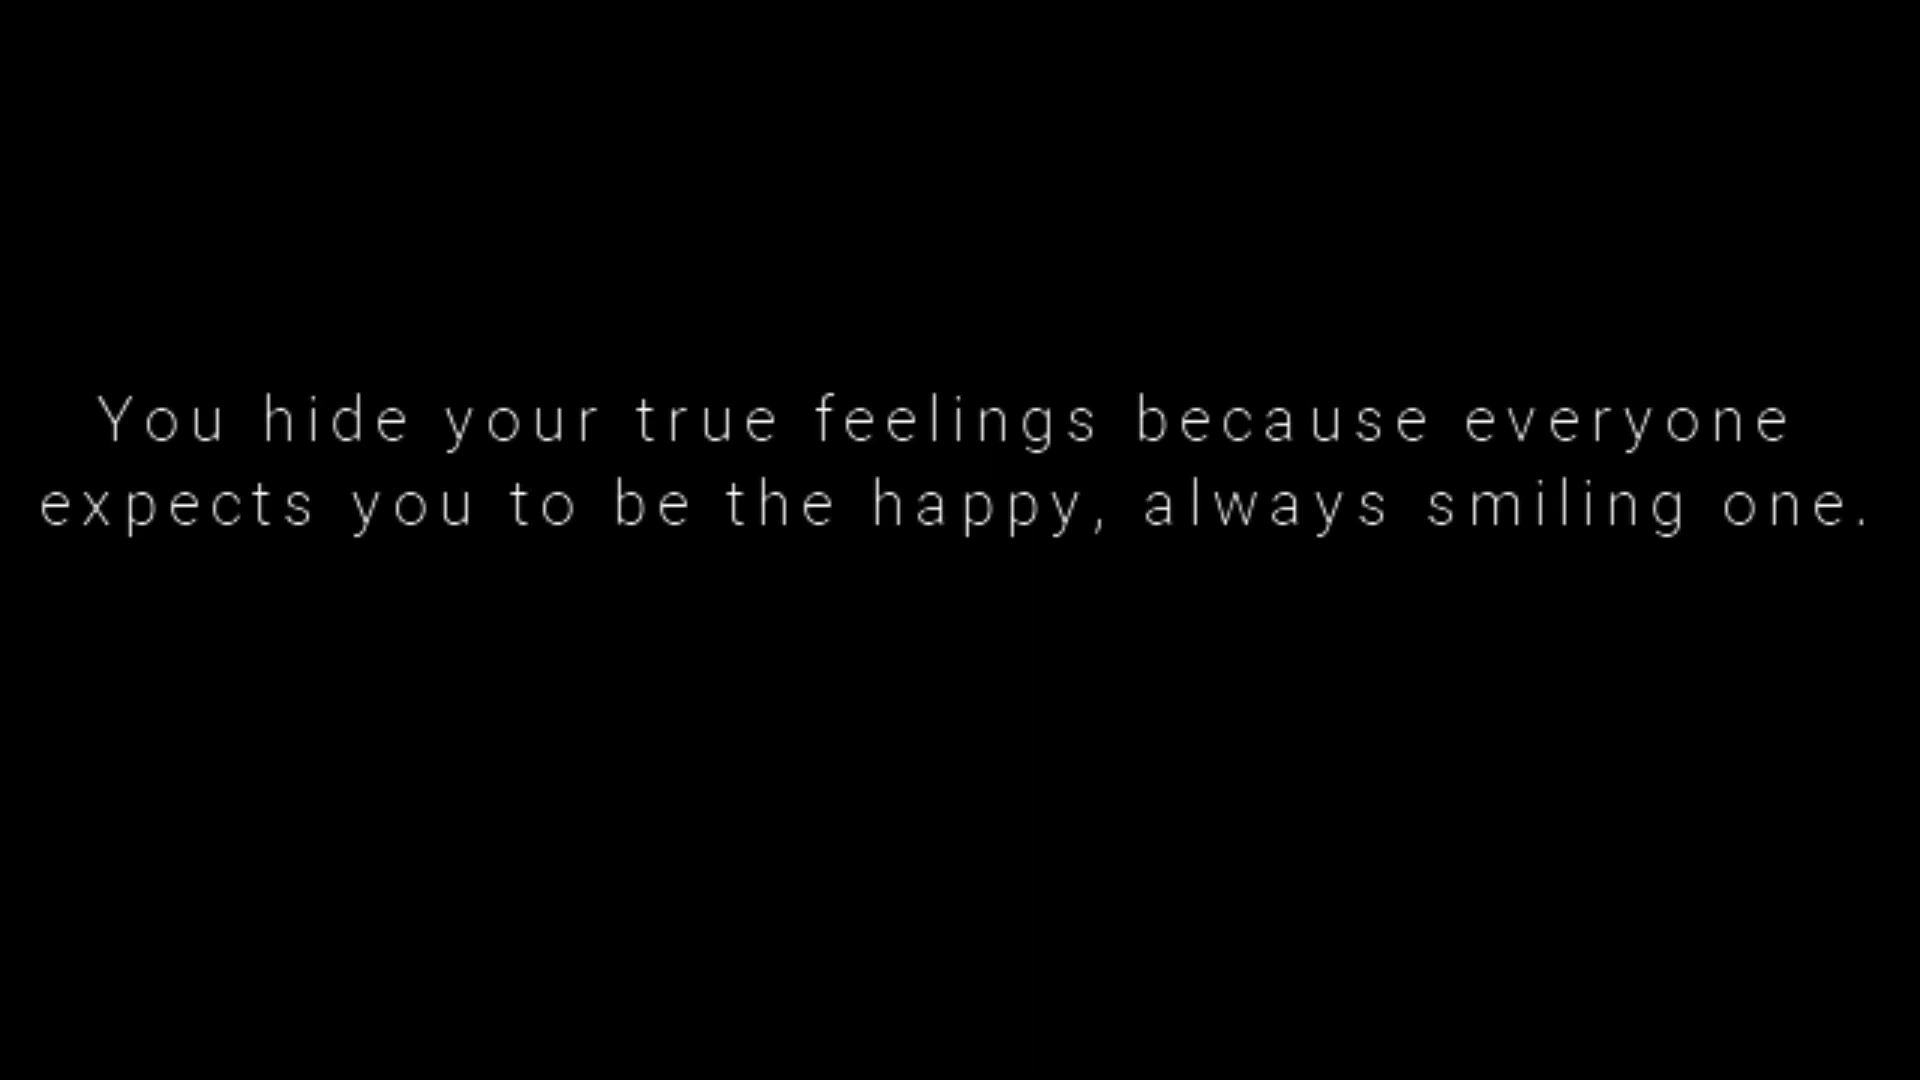 You hide your true feelings because everyone
expects you to be the happy, always smiling one.